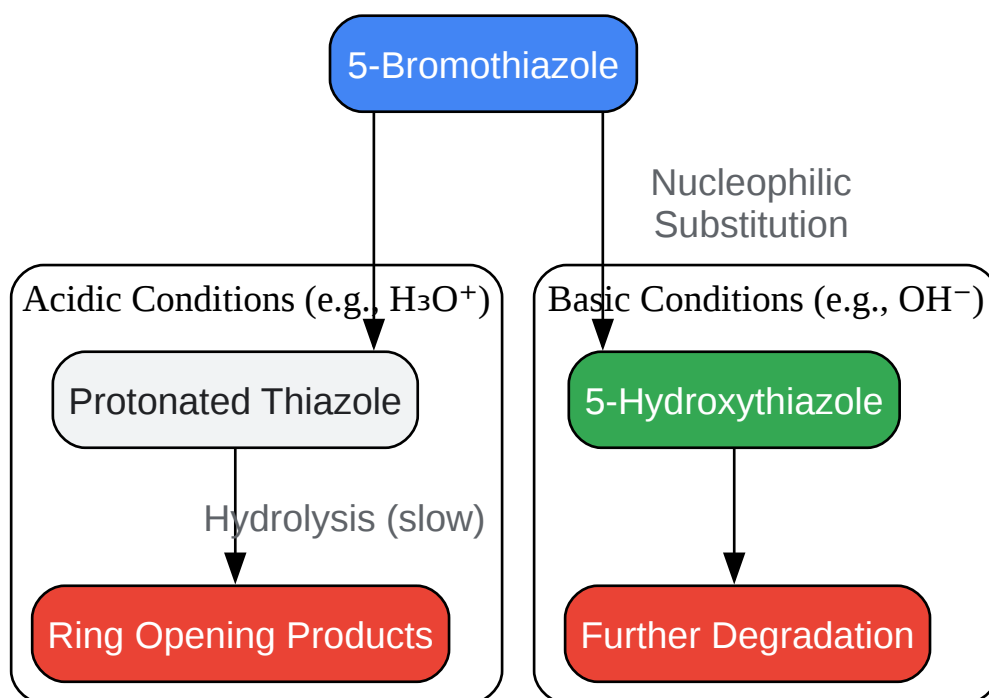 5-Bromothiazole
Nucleophilic
Substitution
Acidic Conditions (e.g., H₃O⁺)
Basic Conditions (e.g., OH⁻)
Protonated Thiazole
5-Hydroxythiazole
Hydrolysis (slow)
Ring Opening Products
Further Degradation